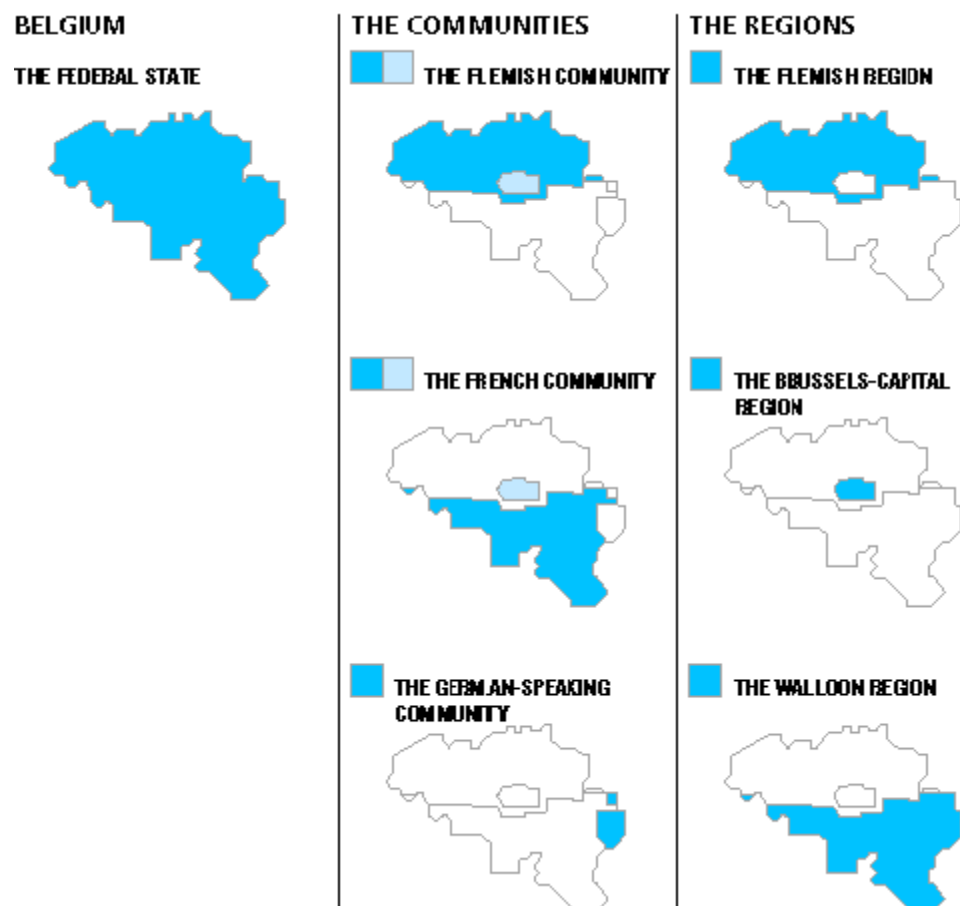 BELGIUM
THE FEDERAL STATE
THE COMMUNITIES
THE FLEMISH COMMUNITY
THE FRENCH COMMUNITY
THE GERMAN-SPEAKING
COMMUNITY
THE REGIONS
THE FLEMISH REGION
THE BRUSSELS-CAPITAL
REGION
THE WALLOON REGION